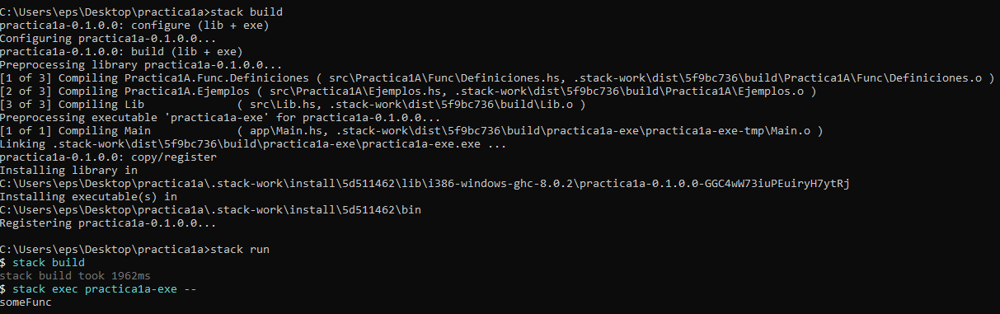 C:\Users\eps\Desktop\practica1a>stack build
practica1a-0.1.0.0: configure (lib + exe)
Configuring practica1a-0.1.0.0...
practica1a-0.1.0.0: build (lib + exe)
Preprocessing library practica1a-0.1.0.0...
[1 of 3] Compiling Practica1A.Func.Definiciones ( src\Practica1A\Func\Definiciones.hs, .stack-work\dist\5f9bc736\build\Practica1A\Func\Definiciones.o )
[2 of 3] Compiling Practica1A.Ejemplos ( src\Practica1A\Ejemplos.hs, .stack-work\dist\5f9bc736\build\Practica1A\Ejemplos.o )
[3 of 3] Compiling Lib              ( src\Lib.hs, .stack-work\dist\5f9bc736\build\Lib.o )
Preprocessing executable 'practica1a-exe' for practica1a-0.1.0.0...
[1 of 1] Compiling Main             ( app\Main.hs, .stack-work\dist\5f9bc736\build\practica1a-exe\practica1a-exe-tmp\Main.o )
Linking .stack-work\dist\5f9bc736\build\practica1a-exe\practica1a-exe.exe ...
practica1a-0.1.0.0: copy/register
Installing library in
C:\Users\eps\Desktop\practica1a\.stack-work\install\5d511462\lib\i386-windows-ghc-8.0.2\practica1a-0.1.0.0-GGC4wW73iuPEuiryH7ytRj
Installing executable(s) in
C:\Users\eps\Desktop\practica1a\.stack-work\install\5d511462\bin
Registering practica1a-0.1.0.0...
C:\Users\eps\Desktop\practica1a>stack run
$ stack build
stack build took 1962ms
$ stack exec practica1a-exe --
someFunc